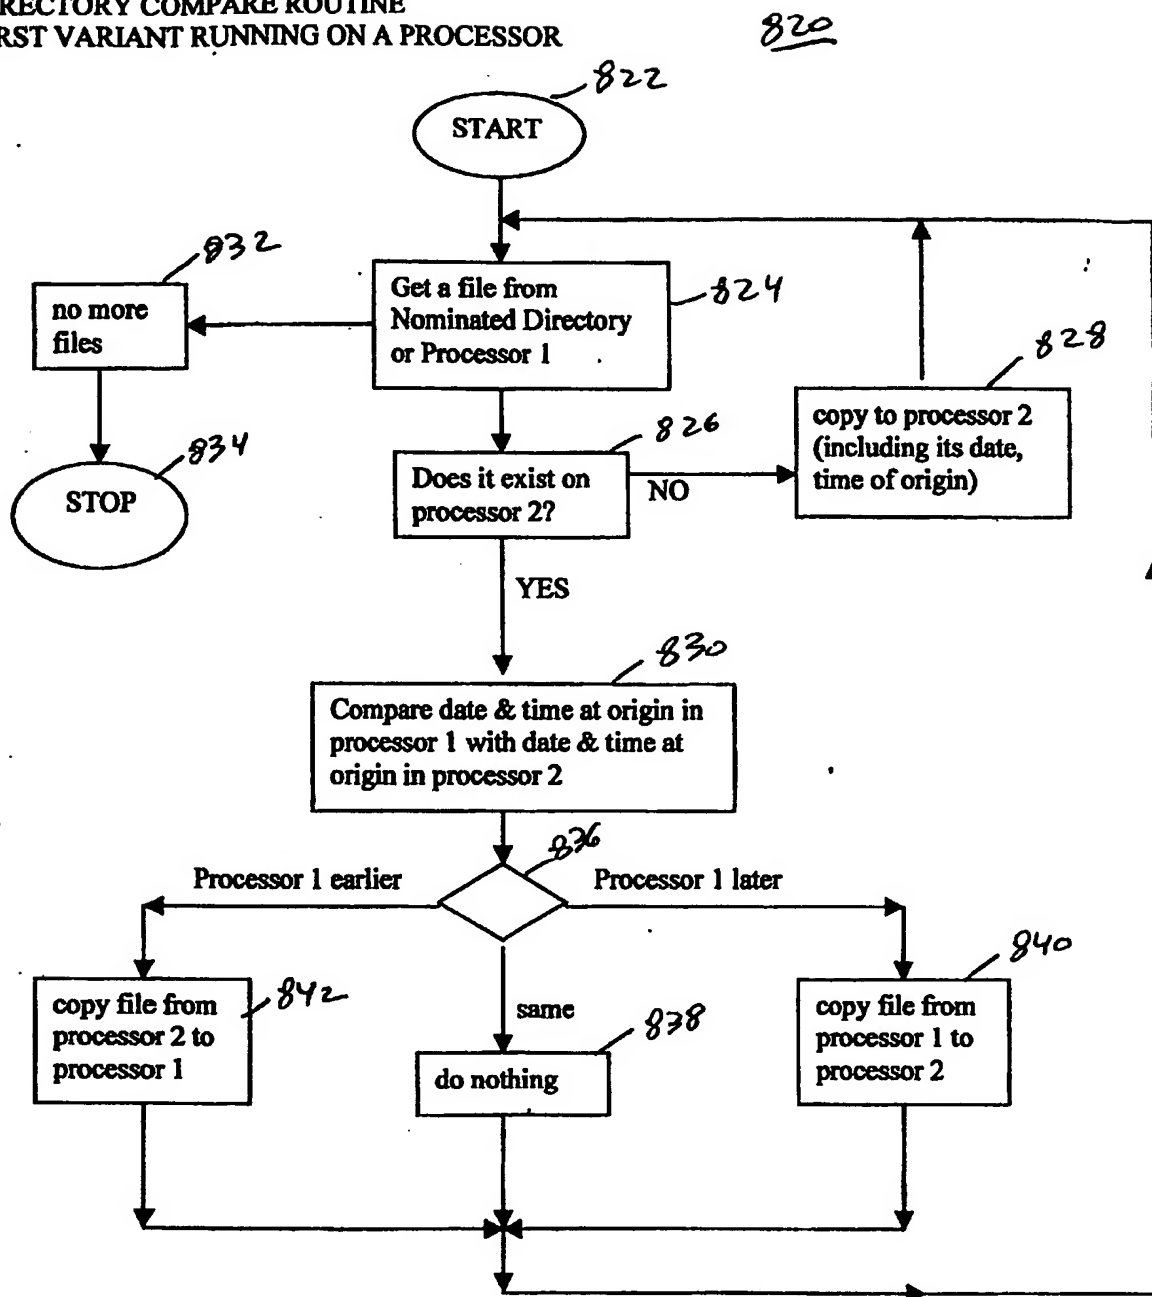 RECTORY COMPARE ROUTINE
RST VARIANT RUNNING ON A PROCESSOR
820
822
START
832
no more
files
Get a file from
Nominated Directory
or Processor 1
824
828
copy to processor 2
(including its date,
time of origin)
834
STOP
826
Does it exist on
processor 2?
NO
YES
830
Compare date & time at origin in
processor 1 with date & time at
origin in processor 2
836
Processor 1 earlier
Processor 1 later
842
copy file from
processor 2 to
processor 1
same
838
do nothing
840
copy file from
processor 1 to
processor 2